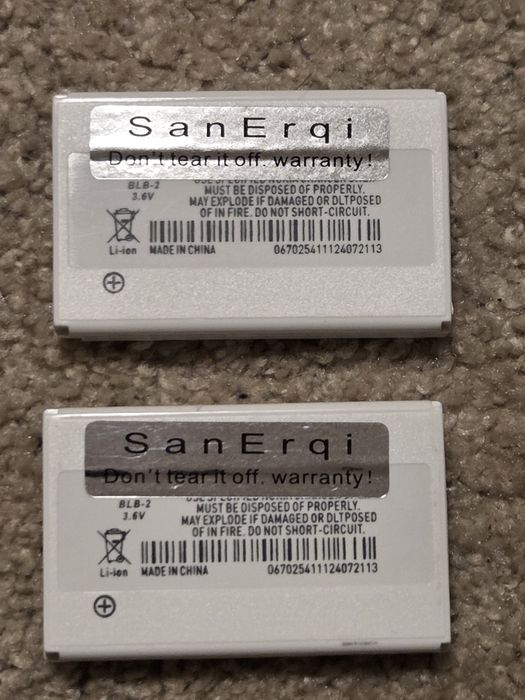 SanErqi
Don't tear it off. warranty!
BLB-2
3.6V
MUST BE DISPOSED OF PROPERLY.
MAY EXPLODE IF DAMAGED OR DLTPOSED
OF IN FIRE. DO NOT SHORT-CIRCUIT.
Li-ion MADE IN CHINA 067025411124072113
SanErqi
Don't tear it off. warranty!
BLB-2
3.6V
MUST BE DISPOSED OF PROPERLY.
MAY EXPLODE IF DAMAGED OR DLTPOSED
OF IN FIRE. DO NOT SHORT-CIRCUIT.
Li-ion MADE IN CHINA 067025411124072113